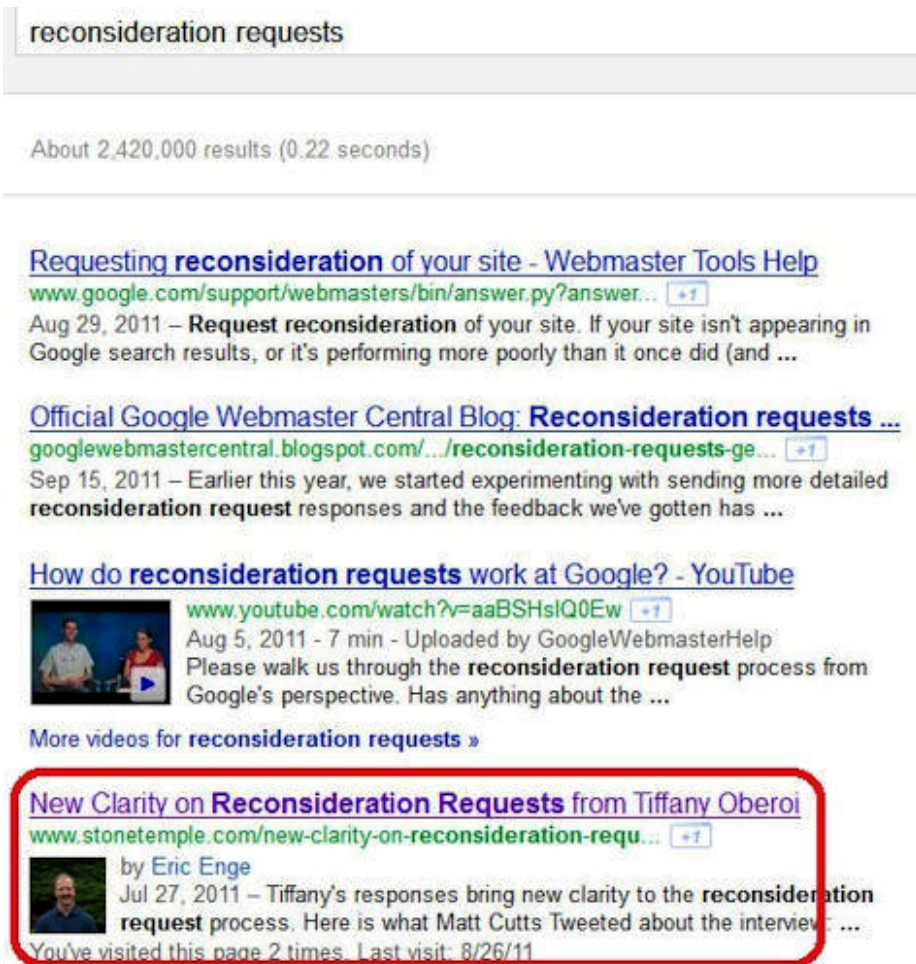 reconsideration requests
About 2,420,000 results (0.22 seconds)
Requesting reconsideration of your site - Webmaster Tools Help
www.google.com/support/webmasters/bin/answer.py?answer... +1
Aug 29, 2011 – Request reconsideration of your site. If your site isn't appearing in
Google search results, or it's performing more poorly than it once did (and ...
Official Google Webmaster Central Blog: Reconsideration requests ...
googlewebmastercentral.blogspot.com/.../reconsideration-requests-ge... +1
Sep 15, 2011 – Earlier this year, we started experimenting with sending more detailed
reconsideration request responses and the feedback we've gotten has ...
How do reconsideration requests work at Google? - YouTube
www.youtube.com/watch?v=aaBSHsIQ0Ew +1
Aug 5, 2011 - 7 min - Uploaded by GoogleWebmasterHelp
Please walk us through the reconsideration request process from
Google's perspective. Has anything about the ...
More videos for reconsideration requests »
New Clarity on Reconsideration Requests from Tiffany Oberoi
www.stonetemple.com/new-clarity-on-reconsideration-requ... +1
by Eric Enge
Jul 27, 2011 – Tiffany's responses bring new clarity to the reconsideration
request process. Here is what Matt Cutts Tweeted about the interview: ...
You've visited this page 2 times. Last visit: 8/26/11